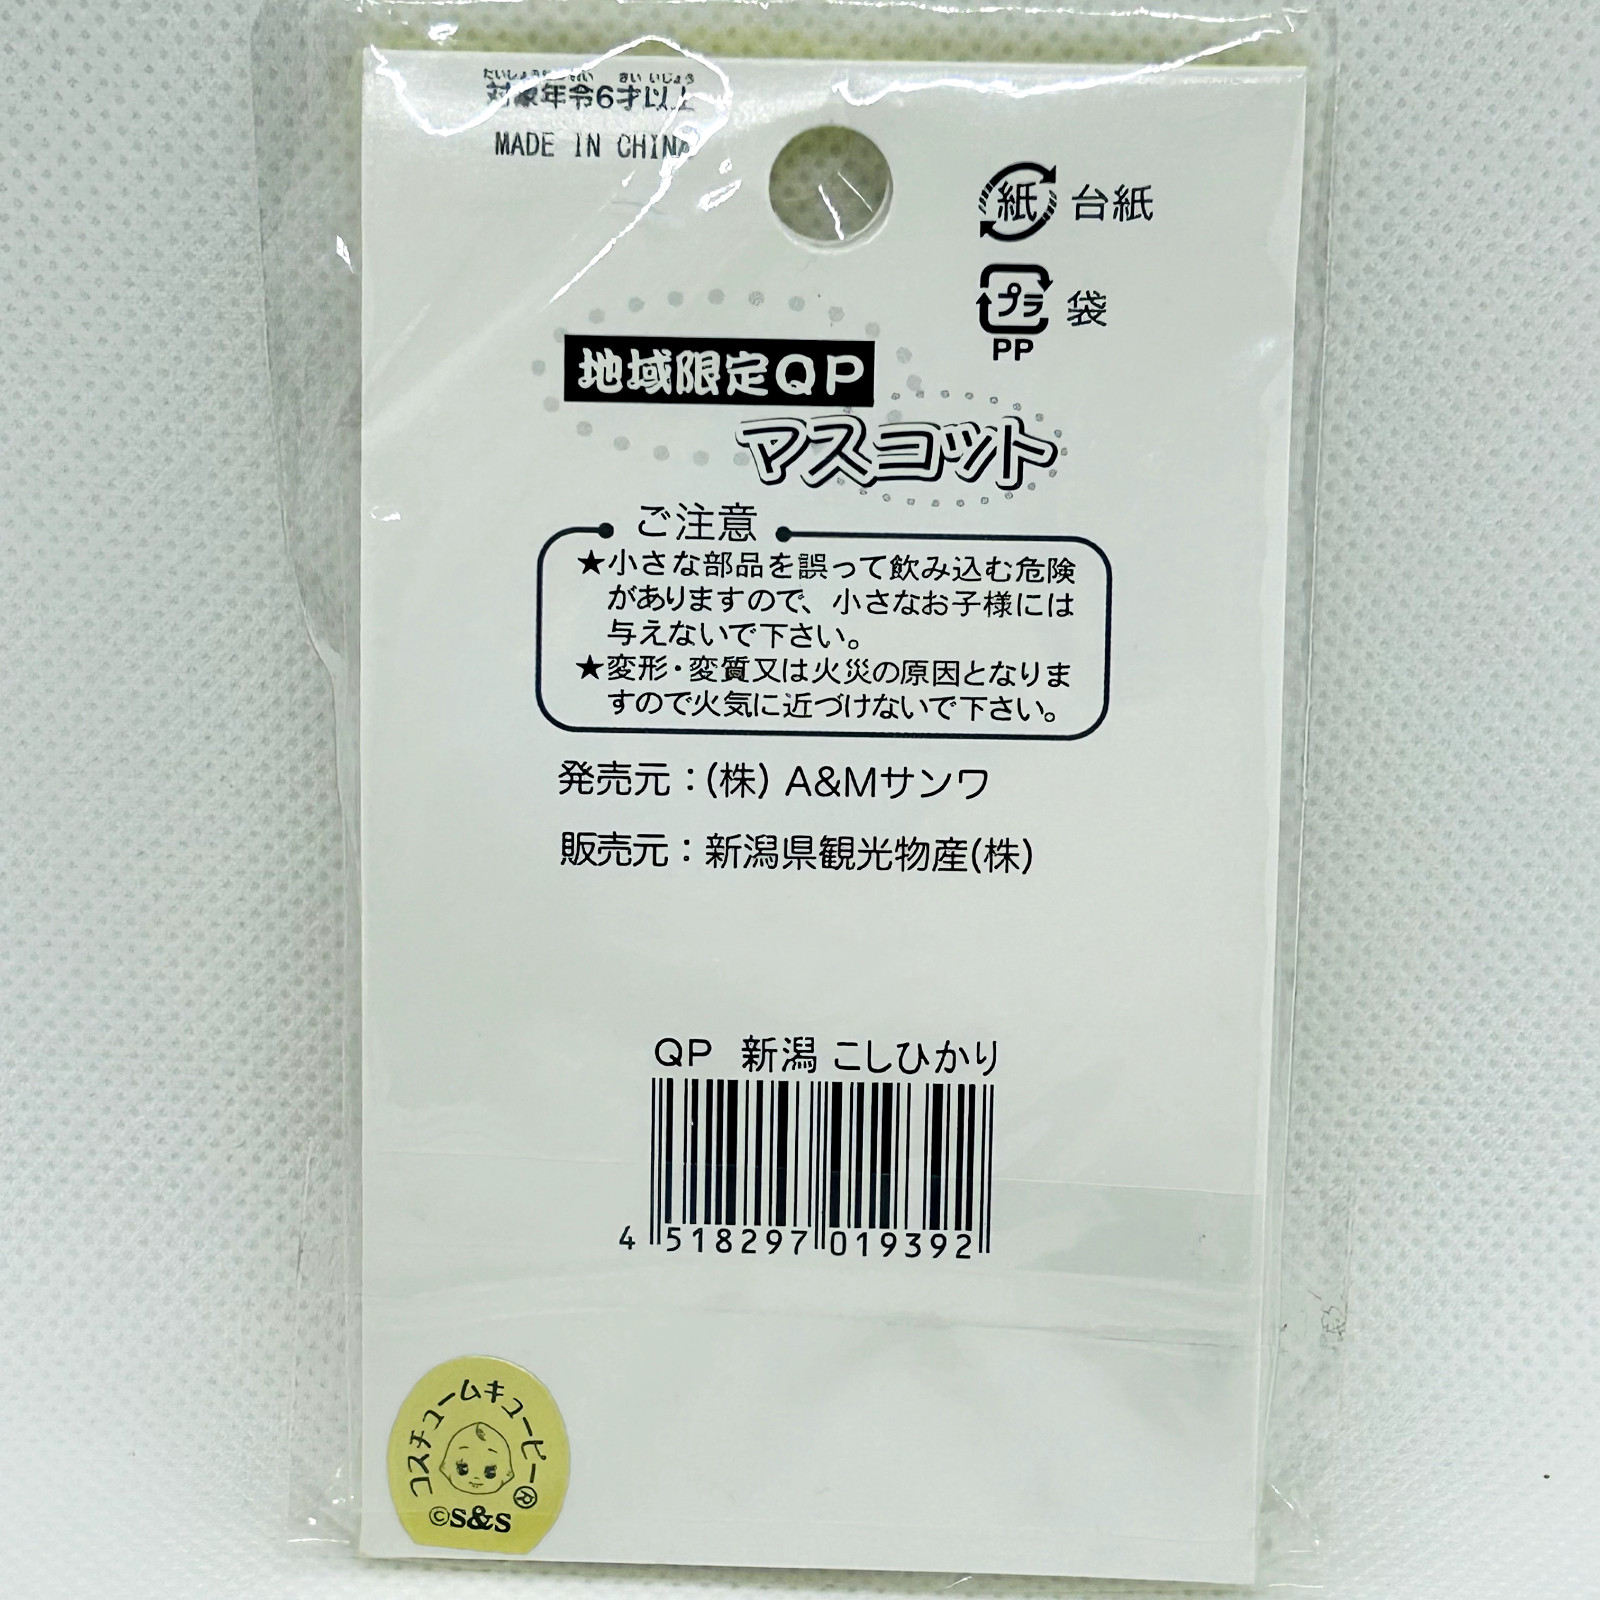 たいしょうねんれい さい いじょう
対象年令6才以上
MADE IN CHINA
紙 台紙
プラ 袋
PP
地域限定QP
マスコット
ご注意
★小さな部品を誤って飲み込む危険
がありますので、小さなお子様には
与えないで下さい。
★変形・変質又は火災の原因となりま
すので火気に近づけないで下さい。
発売元：(株) A&Mサンワ
販売元：新潟県観光物産(株)
QP 新潟 こしひかり
4 518297 019392
コスチュームキューピー®
©S&S